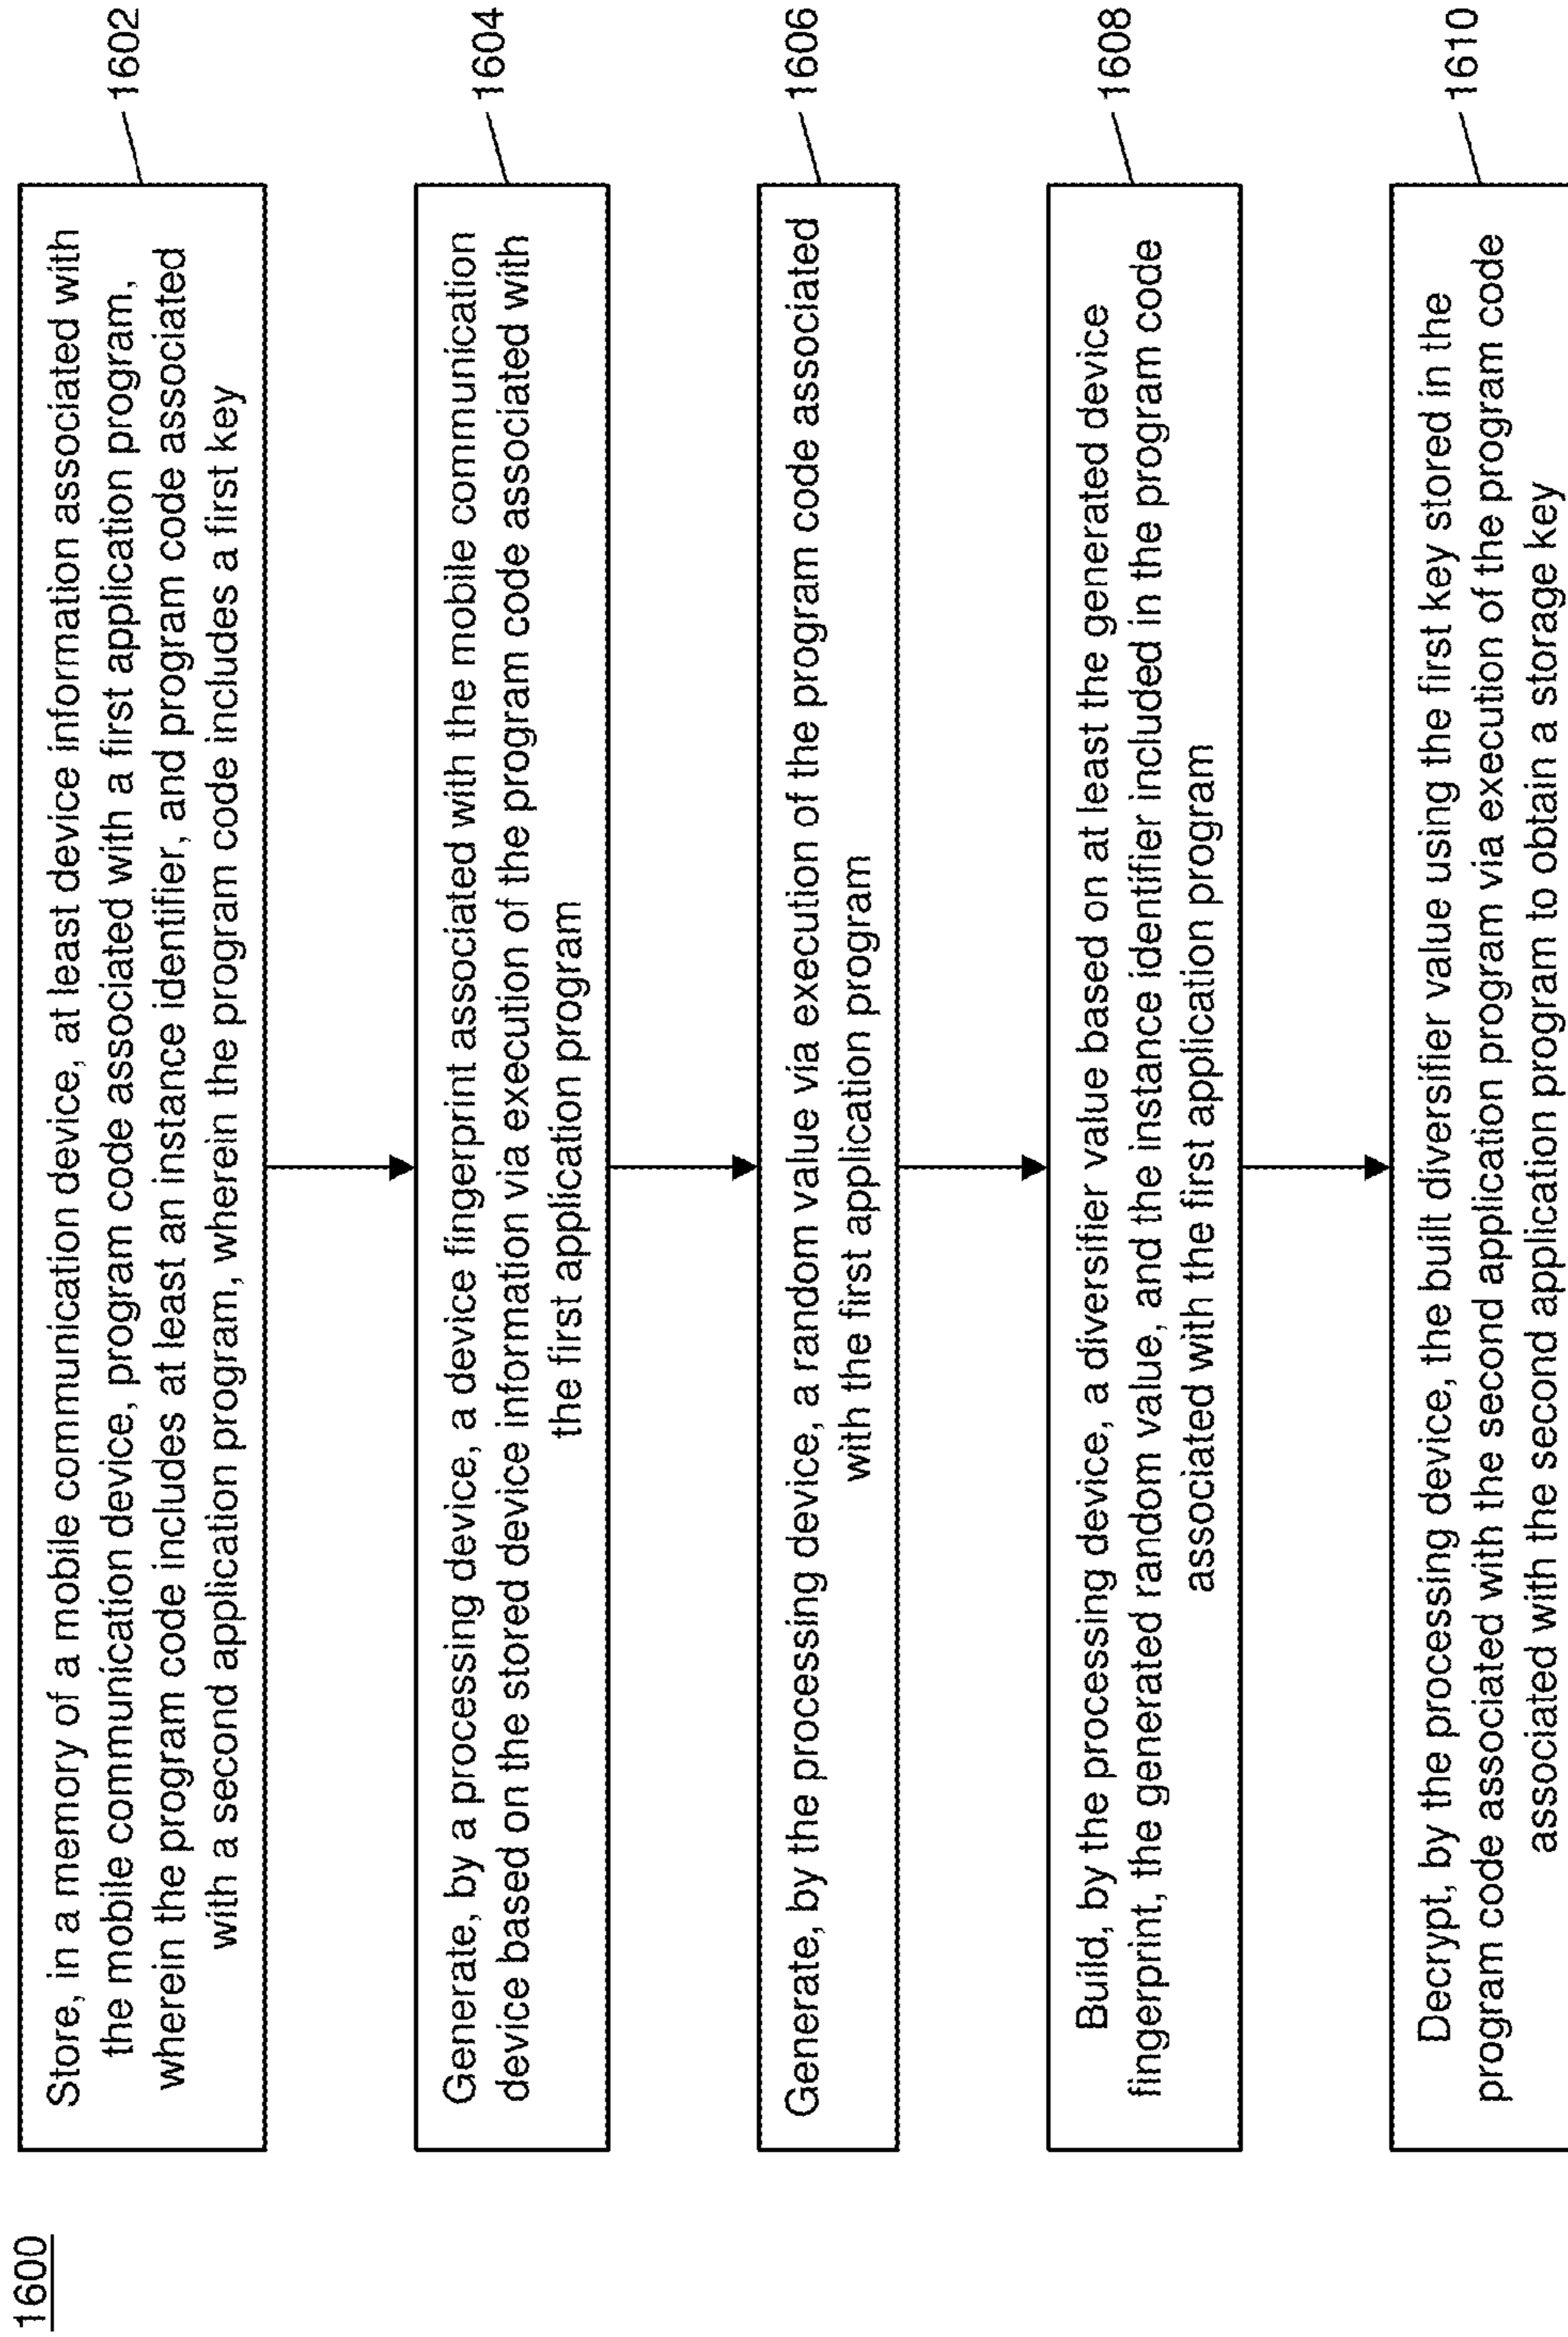 1600
Store, in a memory of a mobile communication device, at least device information associated with
the mobile communication device, program code associated with a first application program,
wherein the program code includes at least an instance identifier, and program code associated
with a second application program, wherein the program code includes a first key
1602
Generate, by a processing device, a device fingerprint associated with the mobile communication
device based on the stored device information via execution of the program code associated with
the first application program
1604
Generate, by the processing device, a random value via execution of the program code associated
with the first application program
1606
Build, by the processing device, a diversifier value based on at least the generated device
fingerprint, the generated random value, and the instance identifier included in the program code
associated with the first application program
1608
Decrypt, by the processing device, the built diversifier value using the first key stored in the
program code associated with the second application program via execution of the program code
associated with the second application program to obtain a storage key
1610